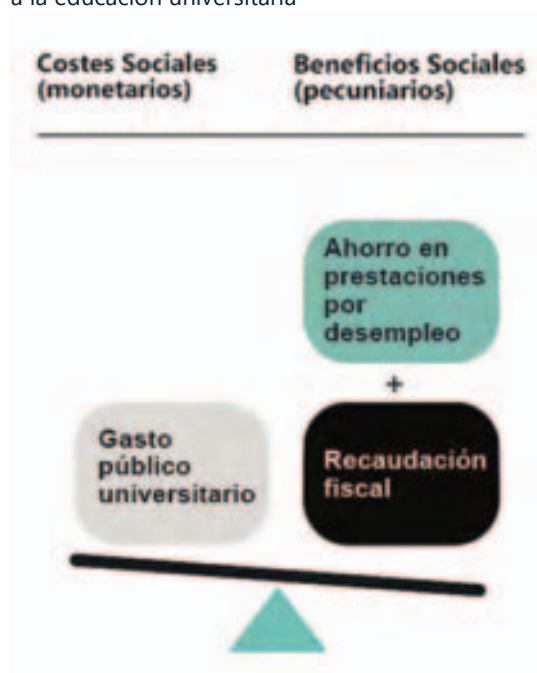 a la educación universitaria
Costes Sociales
(monetarios)
Beneficios Sociales
(pecuniarios)
Ahorro en
prestaciones
por
desempleo
+
Gasto
público
universitario
Recaudación
fiscal